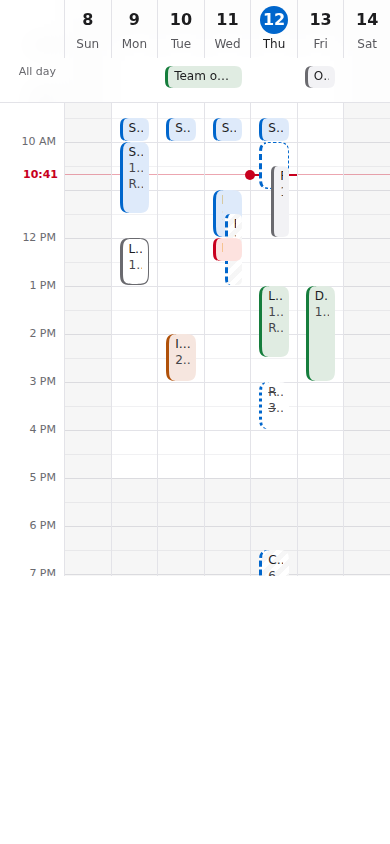 8
Sun
9
Mon
10
Tue
11
Wed
12
Thu
13
Fri
14
Sat
All day
Team o...
O..
10 AM
10:41
12 PM
1 PM
2 PM
3 PM
4 PM
5 PM
6 PM
7 PM
S..
S..
1..
R..
L..
1..
S..
I...
2..
S..
S..
L..
1..
R..
R..
3..
C..
6
D.
1..